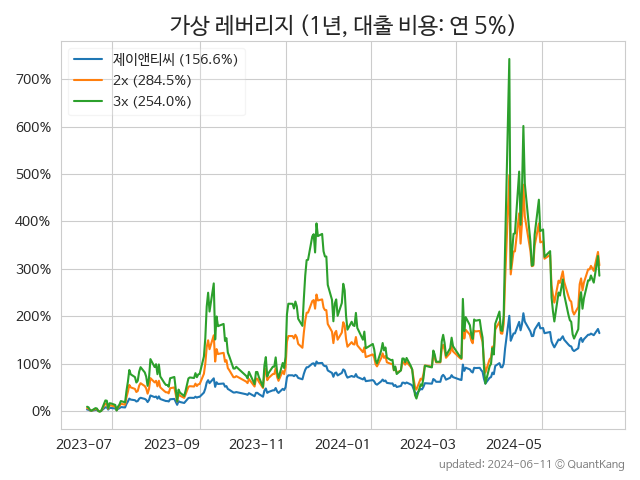 가상 레버리지 (1년, 대출 비용: 연 5%)
제이앤티씨 (156.6%)
2x (284.5%)
3x (254.0%)
700%
600%
500%
400%
300%
200%
100%
0%
2023-07
2023-09
2023-11
2024-01
2024-03
2024-05
updated: 2024-06-11 © QuantKang